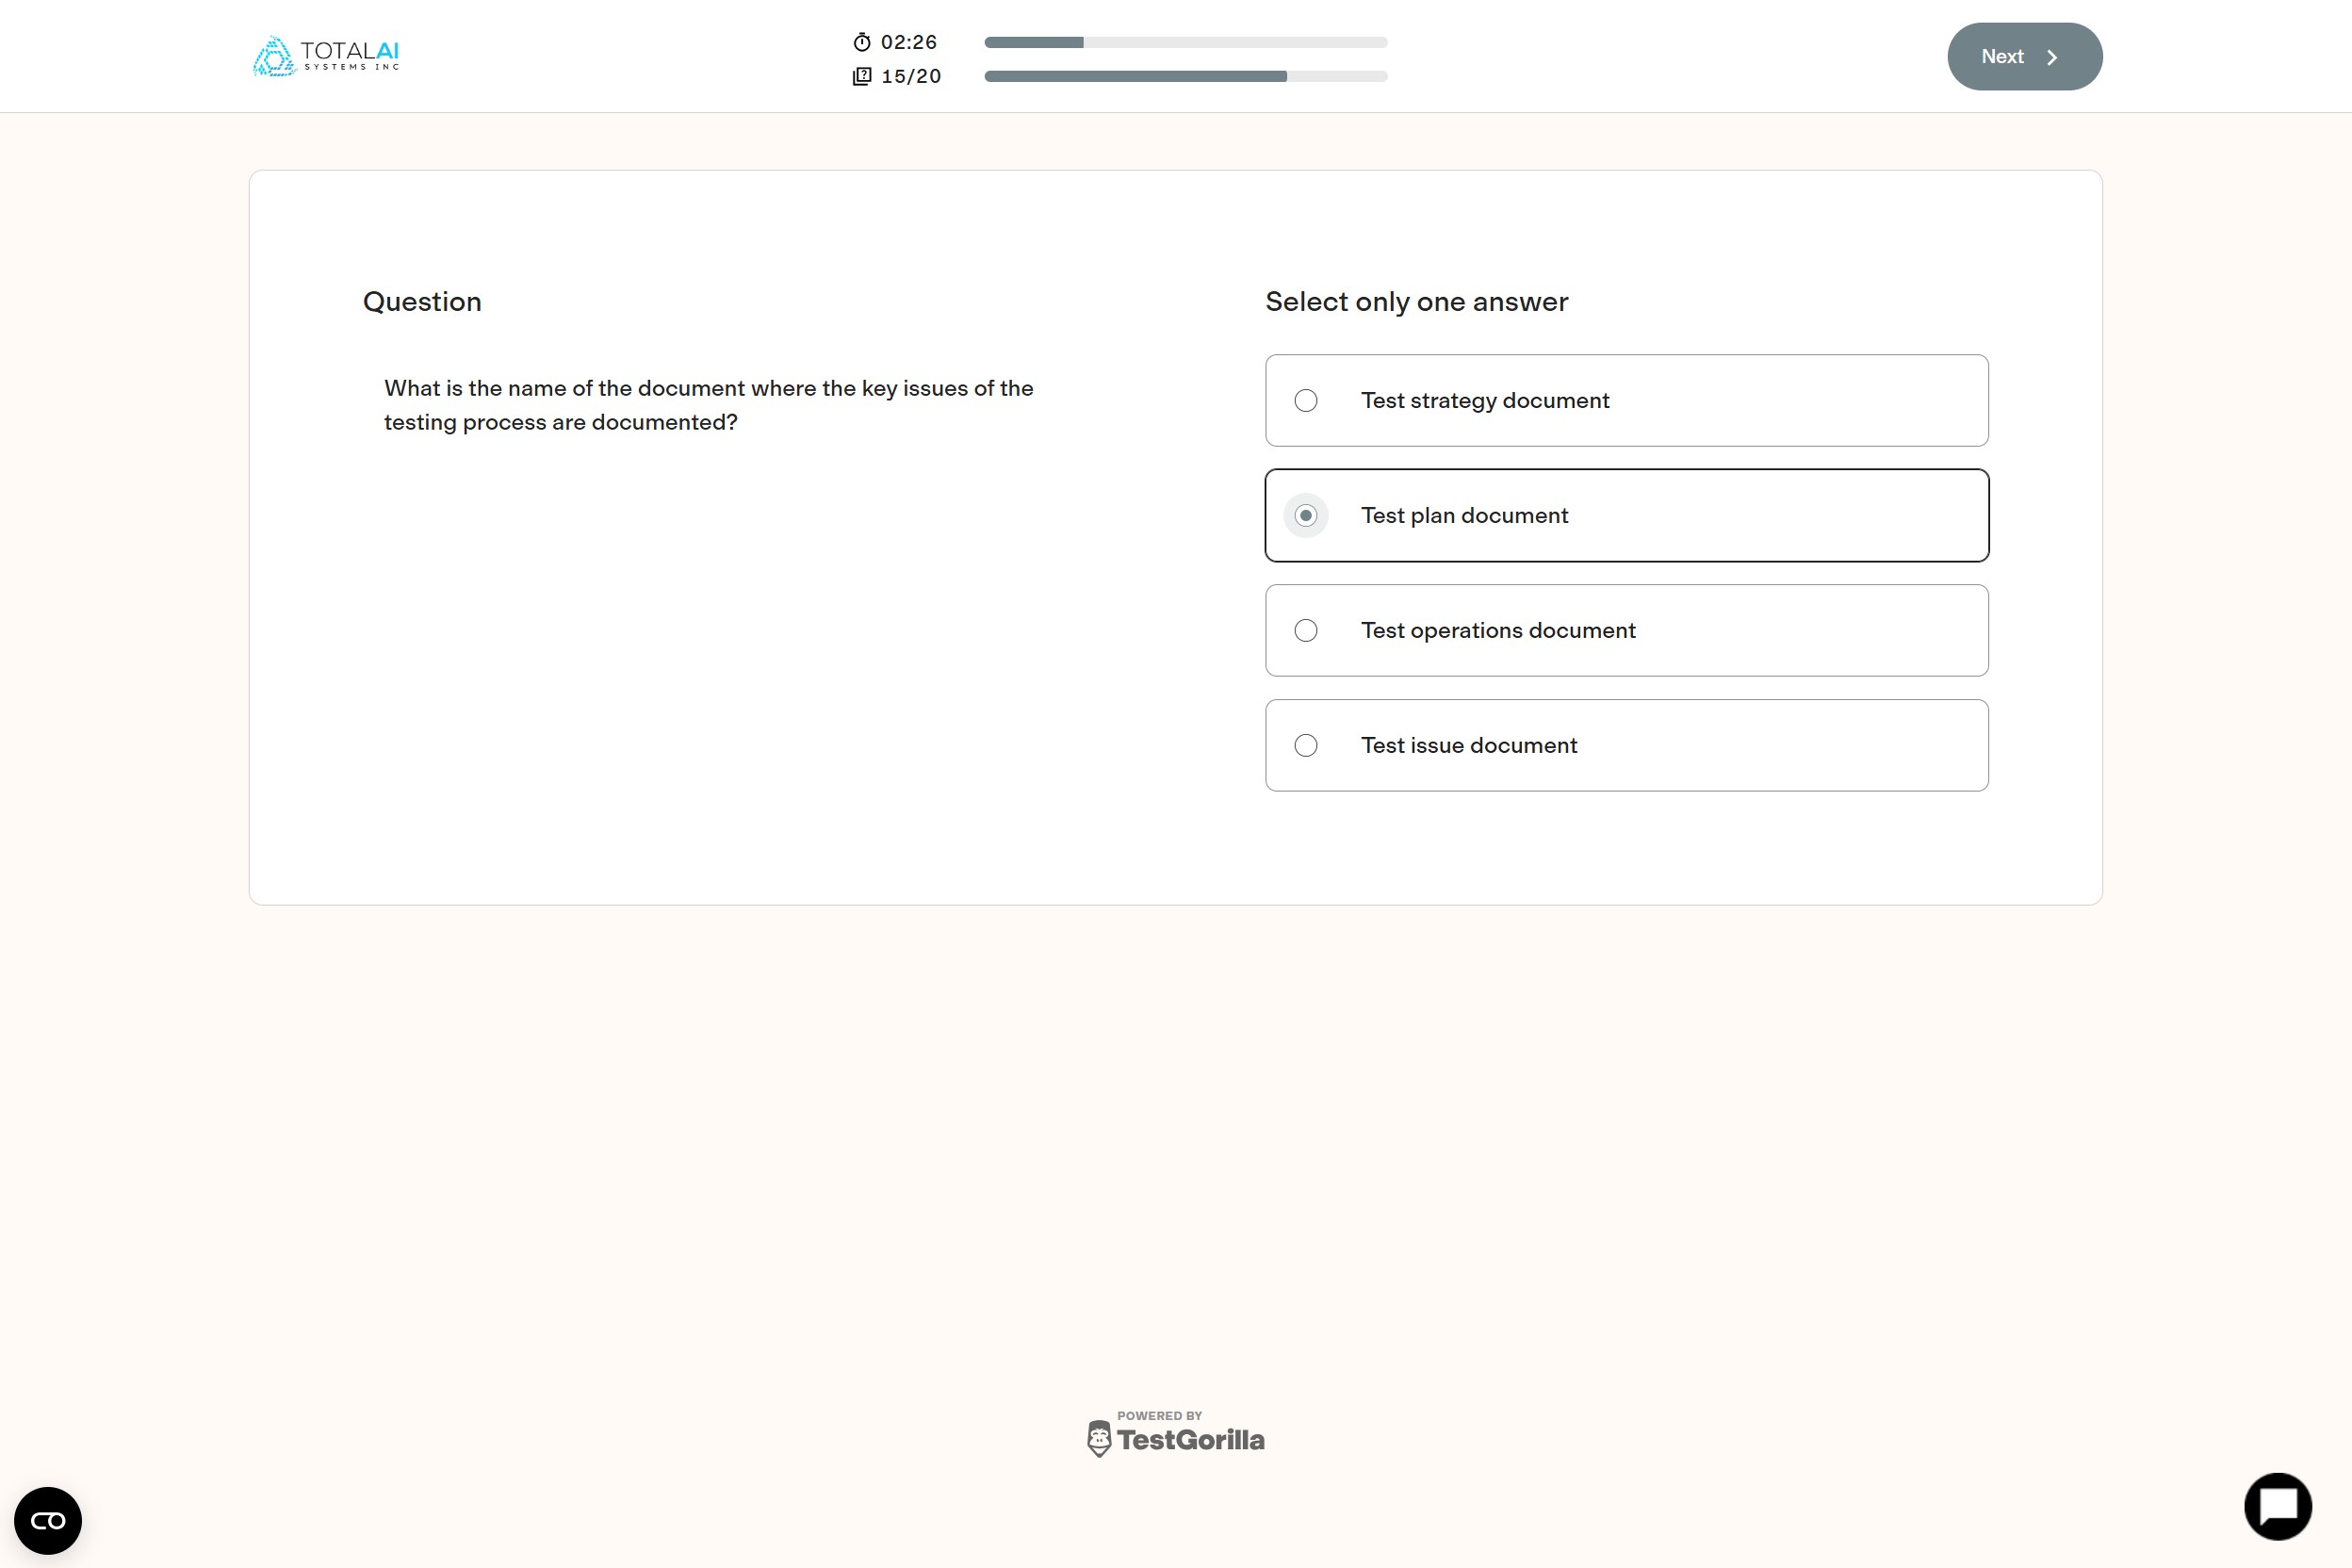 TOTALAI
SYSTEMS INC
02:26
15/20
Next
Question
What is the name of the document where the key issues of the
testing process are documented?
Select only one answer
Test strategy document
Test plan document
Test operations document
Test issue document
POWERED BY
TestGorilla